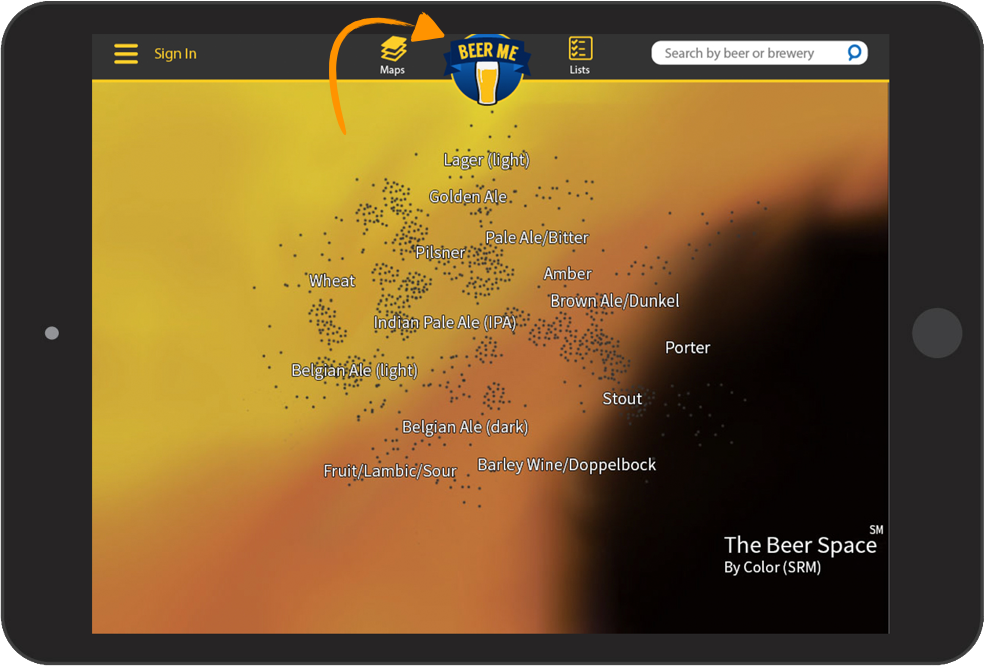 Sign In
Maps
BEER ME
Lists
Search by beer or brewery
Lager (light)
Golden Ale
Pale Ale/Bitter
Pilsner
Amber
Wheat
Brown Ale/Dunkel
Indian Pale Ale (IPA)
Porter
Belgian Ale (light)
Stout
Belgian Ale (dark)
Barley Wine/Doppelbock
Fruit/Lambic/Sour
The Beer Space SM
By Color (SRM)